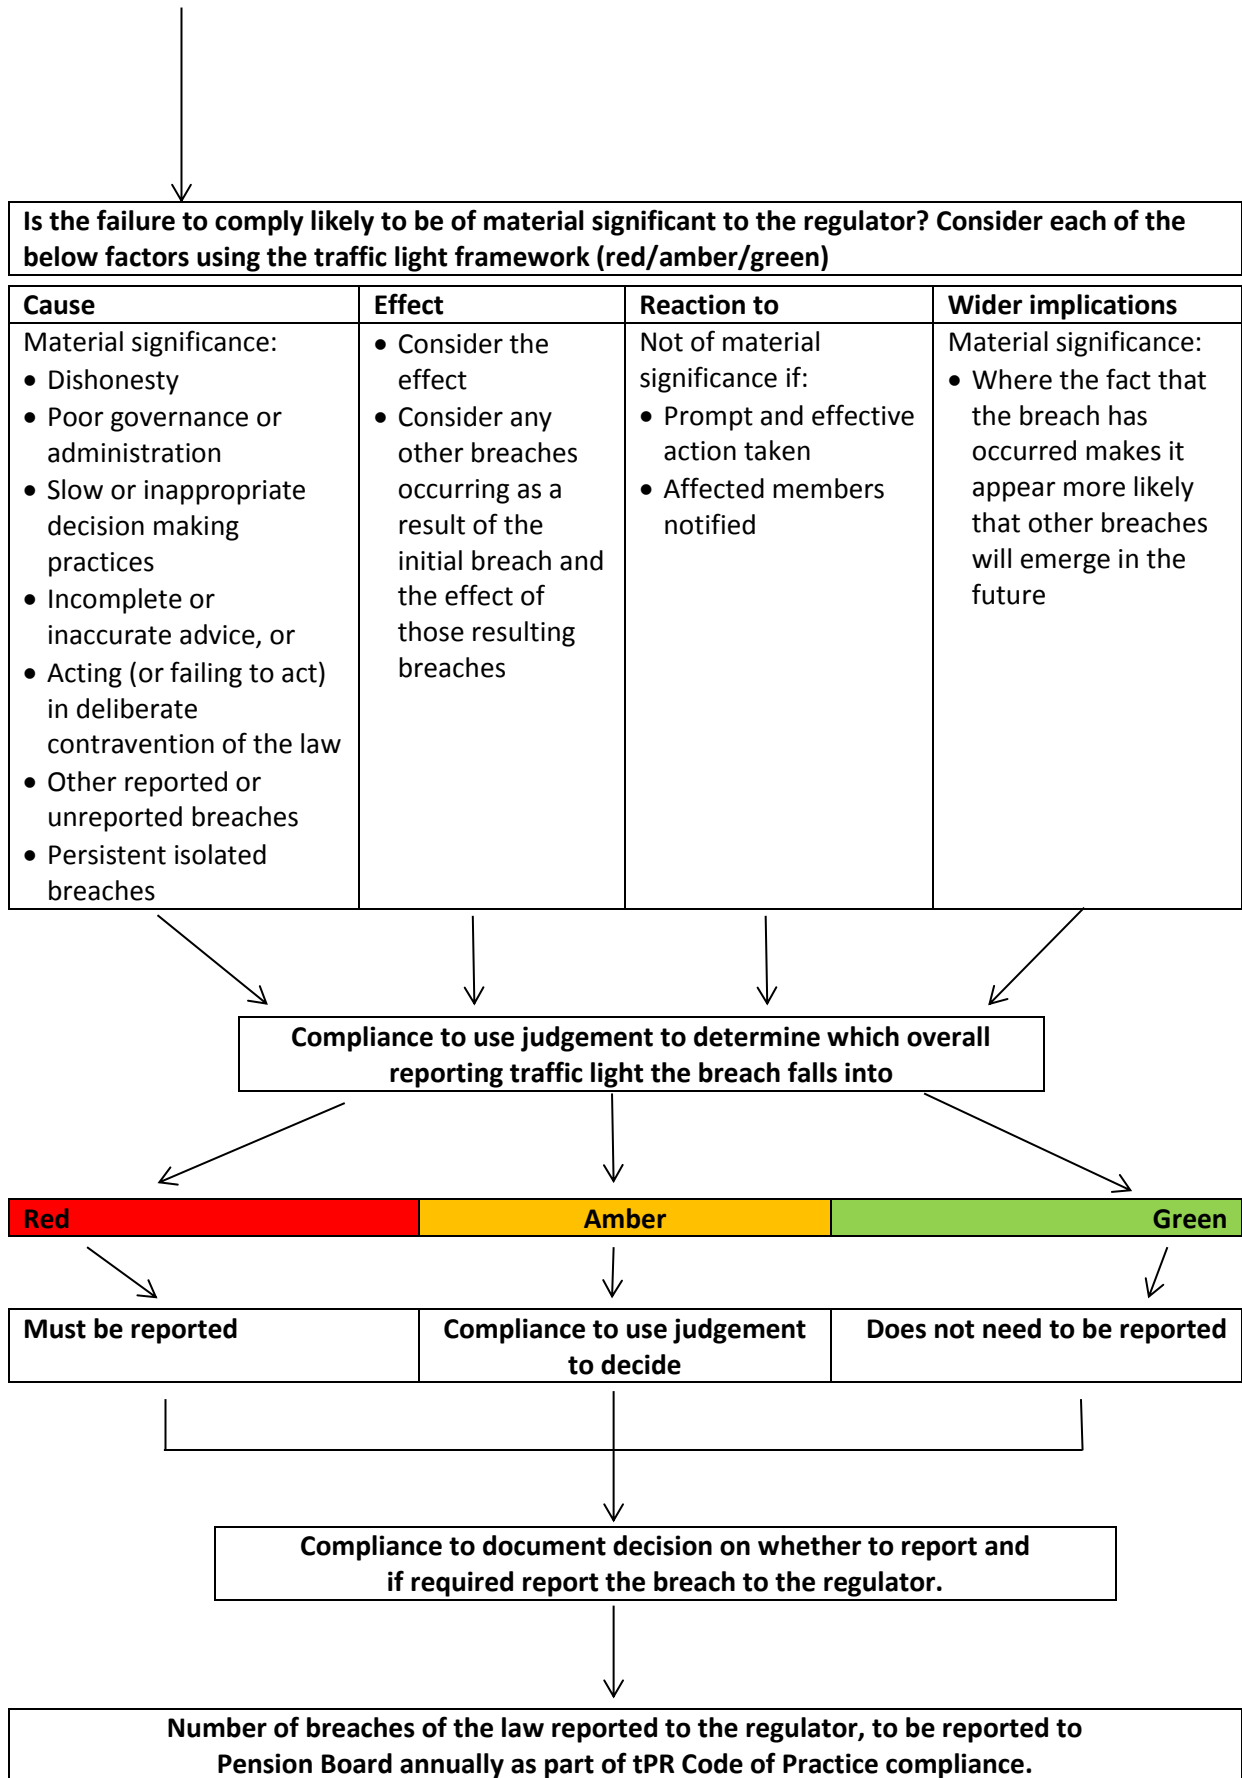 Is the failure to comply likely to be of material significant to the regulator? Consider each of the
below factors using the traffic light framework (red/amber/green)
Cause
Material significance:
• Dishonesty
• Poor governance or
administration
• Slow or inappropriate
decision making
practices
• Incomplete or
inaccurate advice, or
• Acting (or failing to act)
in deliberate
contravention of the law
• Other reported or
unreported breaches
• Persistent isolated
breaches
Effect
• Consider the
effect
• Consider any
other breaches
occurring as a
result of the
initial breach and
the effect of
those resulting
breaches
Reaction to
Not of material
significance if:
• Prompt and effective
action taken
• Affected members
notified
Wider implications
Material significance:
• Where the fact that
the breach has
occurred makes it
appear more likely
that other breaches
will emerge in the
future
Compliance to use judgement to determine which overall
reporting traffic light the breach falls into
Red
Amber
Green
Must be reported
Compliance to use judgement
to decide
Does not need to be reported
Compliance to document decision on whether to report and
if required report the breach to the regulator.
Number of breaches of the law reported to the regulator, to be reported to
Pension Board annually as part of tPR Code of Practice compliance.